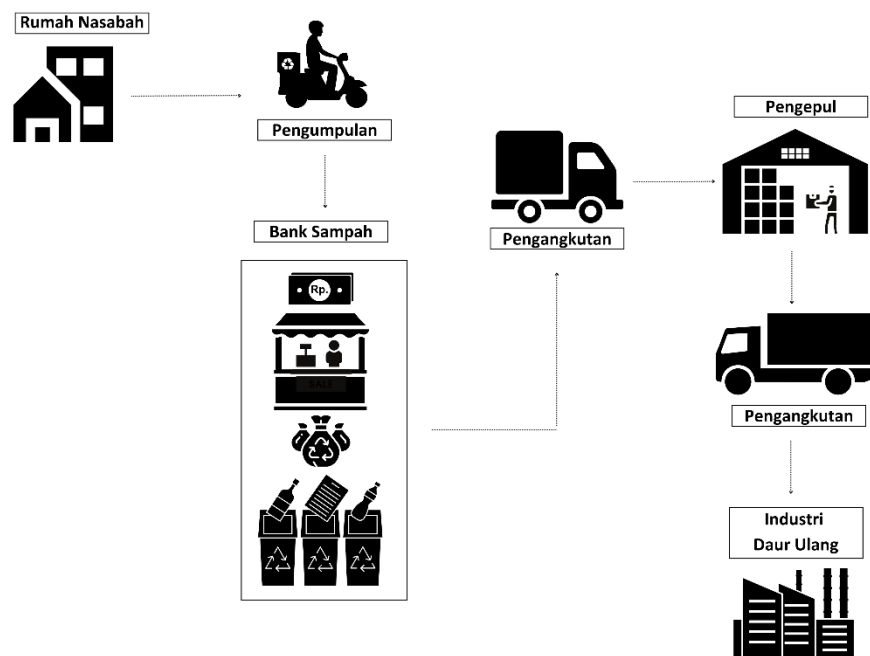 Rumah Nasabah
Pengumpulan
Bank Sampah
Rp.
SALE
Pengangkutan
Pengepul
Pengangkutan
Industri
Daur Ulang